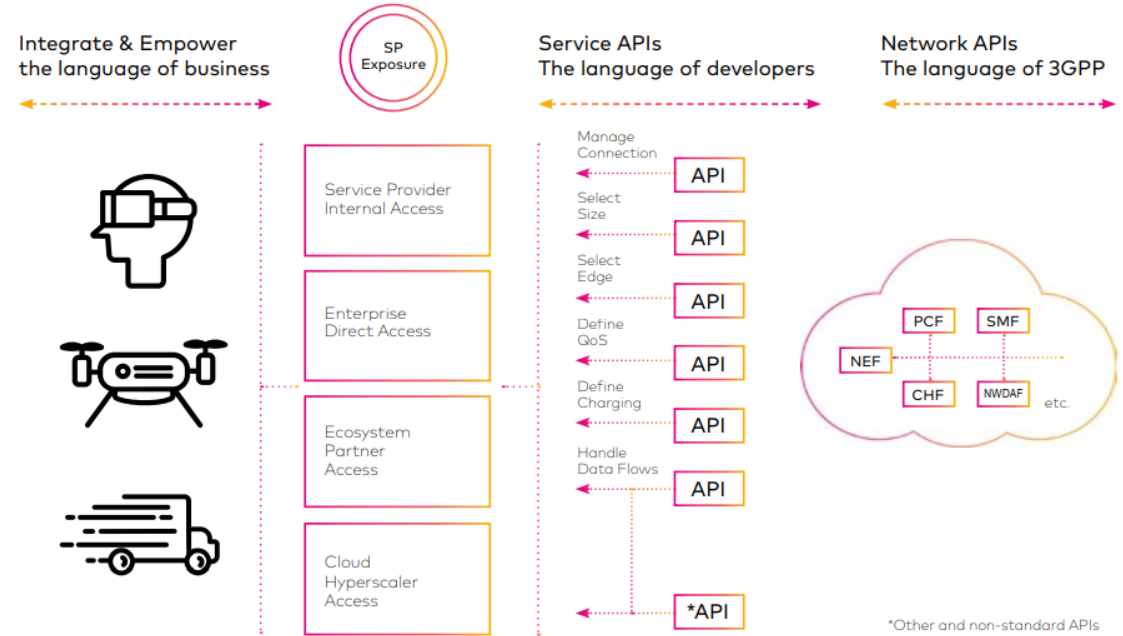 Integrate & Empower
the language of business
SP
Exposure
Service APIs
The language of developers
Network APIs
The language of 3GPP
Service Provider
Internal Access
Enterprise
Direct Access
Ecosystem
Partner
Access
Cloud
Hyperscaler
Access
Manage
Connection
API
Select
Size
API
Select
Edge
API
Define
QoS
API
Define
Charging
API
Handle
Data Flows
API
*API
PCF
SMF
NEF
CHF
NWDAF
etc.
*Other and non-standard APIs